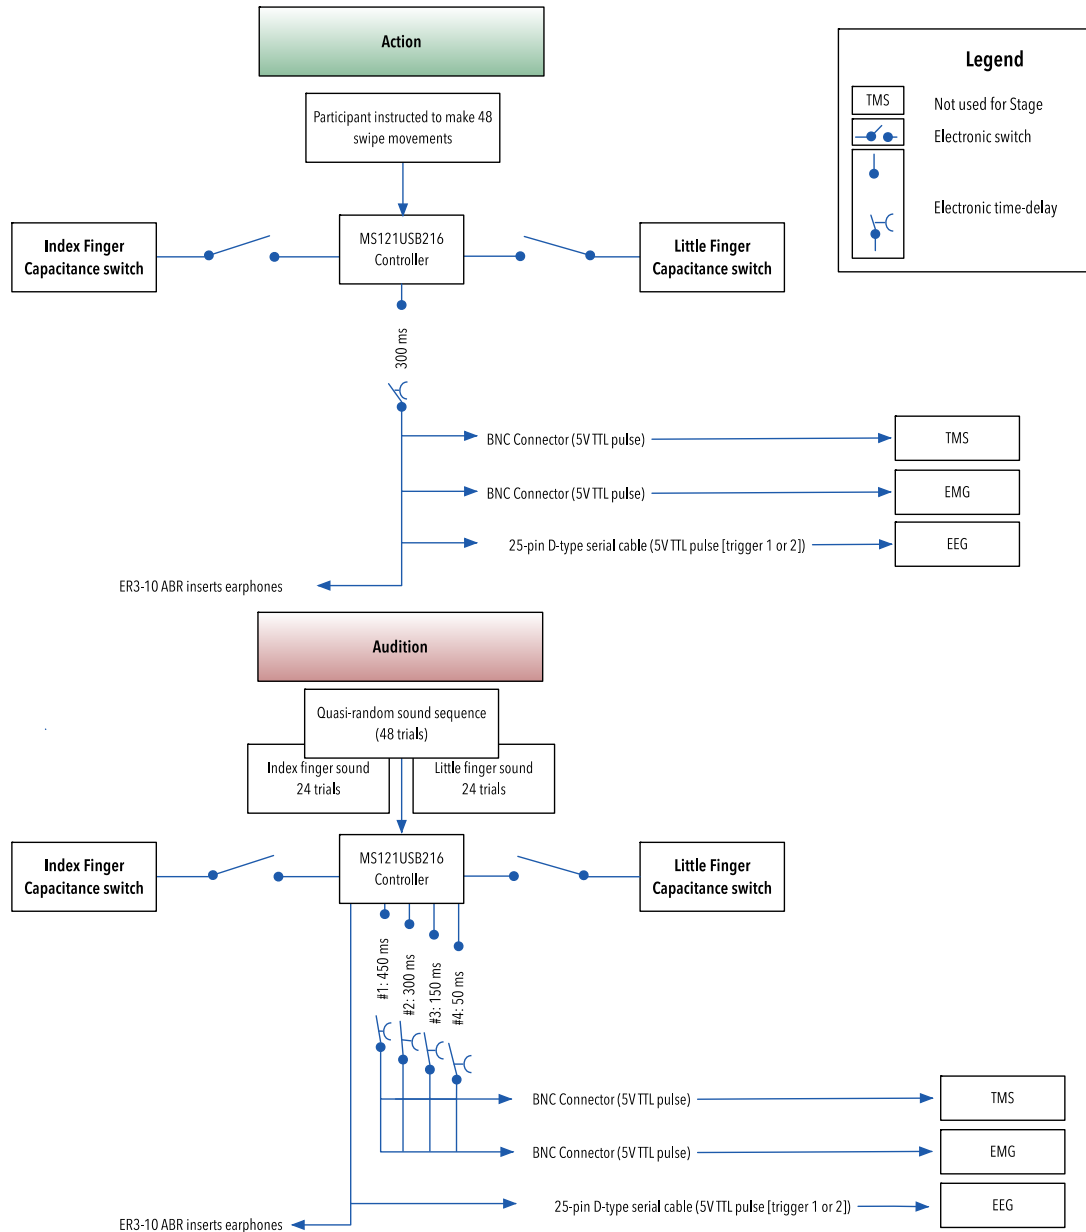 Action
Legend
TMS
Not used for Stage
Electronic switch
Electronic time-delay
Participant instructed to make 48
swipe movements
Index Finger
Capacitance switch
MS121USB216
Controller
Little Finger
Capacitance switch
300 ms
BNC Connector (5V TTL pulse)
TMS
BNC Connector (5V TTL pulse)
EMG
25-pin D-type serial cable (5V TTL pulse [trigger 1 or 2])
EEG
ER3-10 ABR inserts earphones
Audition
Quasi-random sound sequence
(48 trials)
Index finger sound
24 trials
Little finger sound
24 trials
Index Finger
Capacitance switch
MS121USB216
Controller
Little Finger
Capacitance switch
#1: 450 ms
#2: 300 ms
#3: 150 ms
#4: 50 ms
BNC Connector (5V TTL pulse)
TMS
BNC Connector (5V TTL pulse)
EMG
25-pin D-type serial cable (5V TTL pulse [trigger 1 or 2])
EEG
ER3-10 ABR inserts earphones